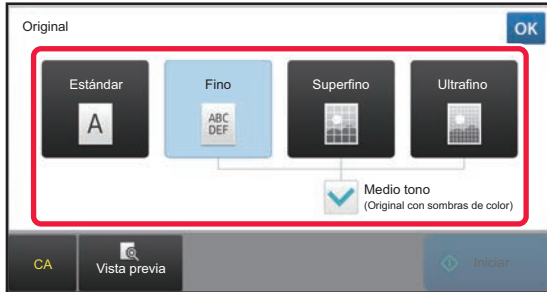 Original
OK
Estándar
Fino
Superfino
Ultrafino
A
ABC
DEF
Medio tono
(Original con sombras de color)
CA
Vista previa
Iniciar